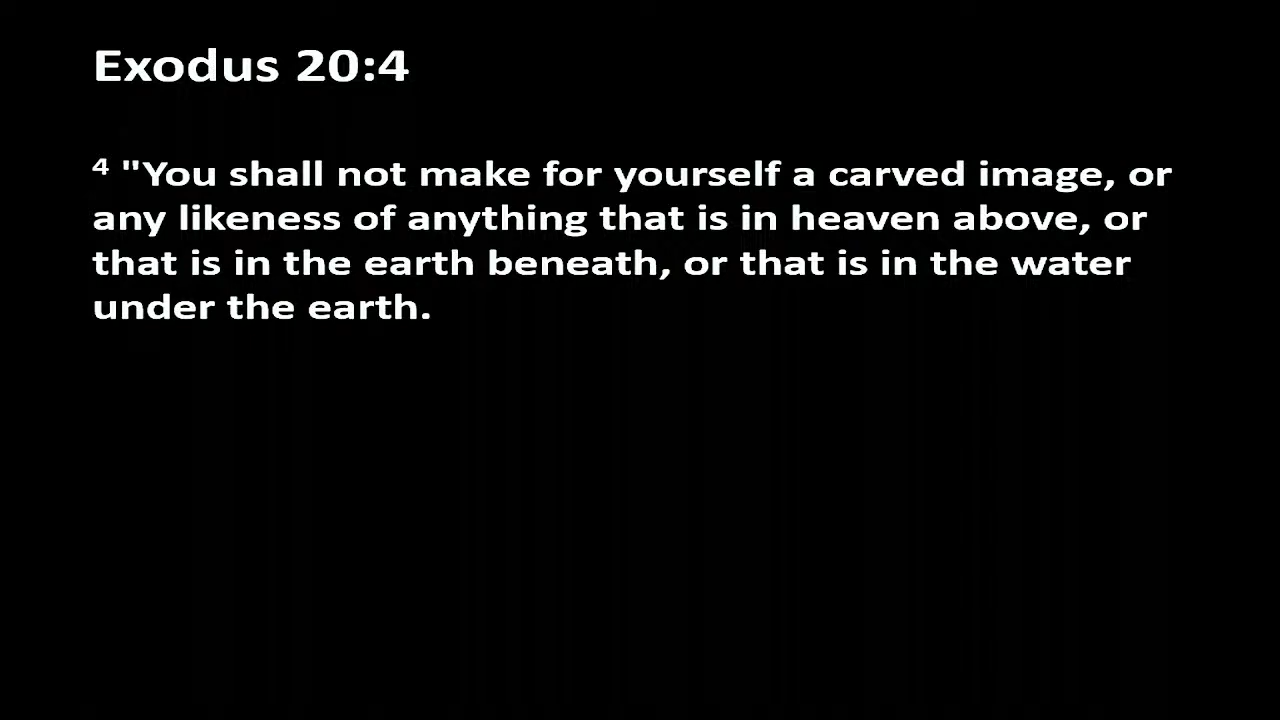 Exodus 20:4
4 "You shall not make for yourself a carved image, or
any likeness of anything that is in heaven above, or
that is in the earth beneath, or that is in the water
under the earth.